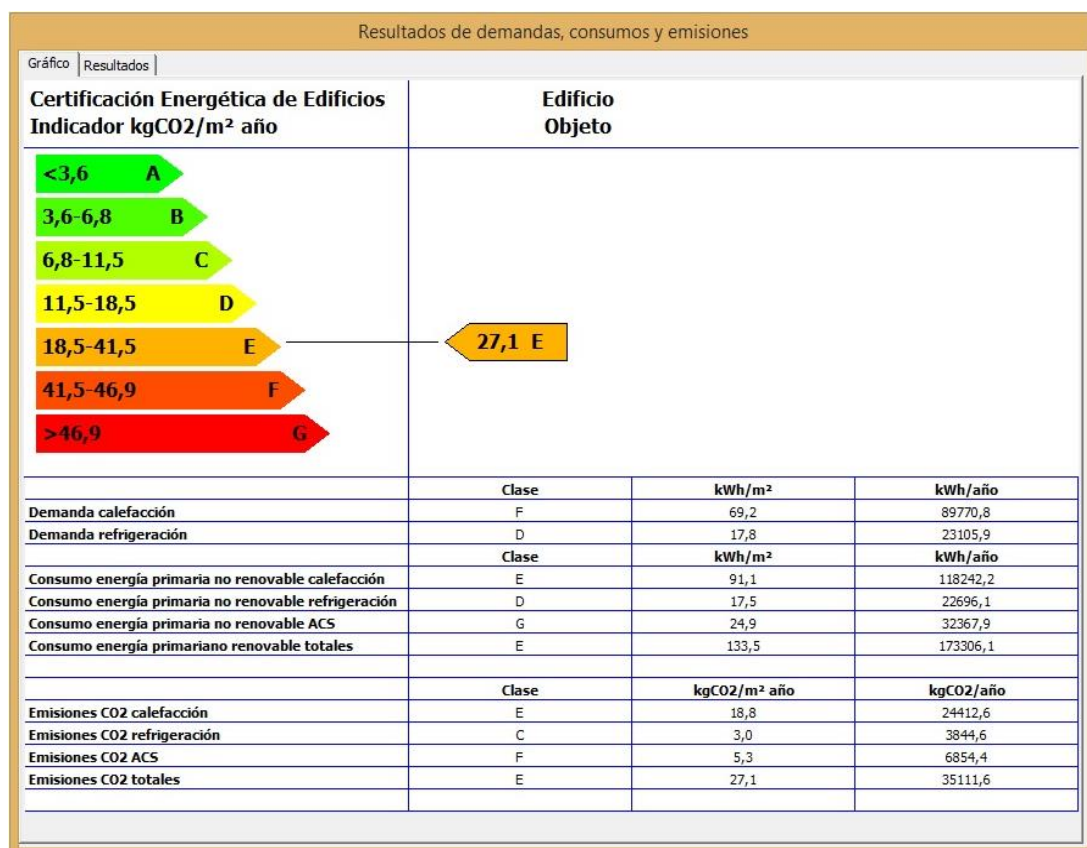 Resultados de demandas, consumos y emisiones
Gráfico Resultados
Certificación Energética de Edificios
Indicador kgCO2/m² año
Edificio
Objeto
<3,6 A
3,6-6,8 B
6,8-11,5 C
11,5-18,5 D
18,5-41,5 E
27,1 E
41,5-46,9 F
>46,9 G
Clase kWh/m² kWh/año
Demanda calefacción F 69,2 89770,8
Demanda refrigeración D 17,8 23105,9
Clase kWh/m² kWh/año
Consumo energía primaria no renovable calefacción E 91,1 118242,2
Consumo energía primaria no renovable refrigeración D 17,5 22696,1
Consumo energía primaria no renovable ACS G 24,9 32367,9
Consumo energía primariano renovable totales E 133,5 173306,1
Clase kgCO2/m² año kgCO2/año
Emisiones CO2 calefacción E 18,8 24412,6
Emisiones CO2 refrigeración C 3,0 3844,6
Emisiones CO2 ACS F 5,3 6854,4
Emisiones CO2 totales E 27,1 35111,6